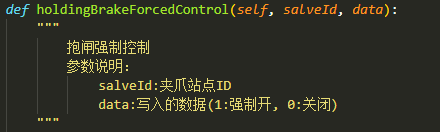 def holdingBrakeForcedControl(self, salveId, data):
"""
抱闸强制控制
参数说明：
salveId:夹爪站点ID
data:写入的数据(1:强制开, 0:关闭)
"""